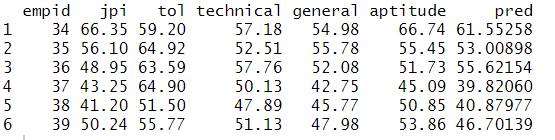 empid jpi tol technical general aptitude pred
1 34 66.35 59.20 57.18 54.98 66.74 61.55258
2 35 56.10 64.92 52.51 55.78 55.45 53.00898
3 36 48.95 63.59 57.76 52.08 51.73 55.62154
4 37 43.25 64.90 50.13 42.75 45.09 39.82060
5 38 41.20 51.50 47.89 45.77 50.85 40.87977
6 39 50.24 55.77 51.13 47.98 53.86 46.70139